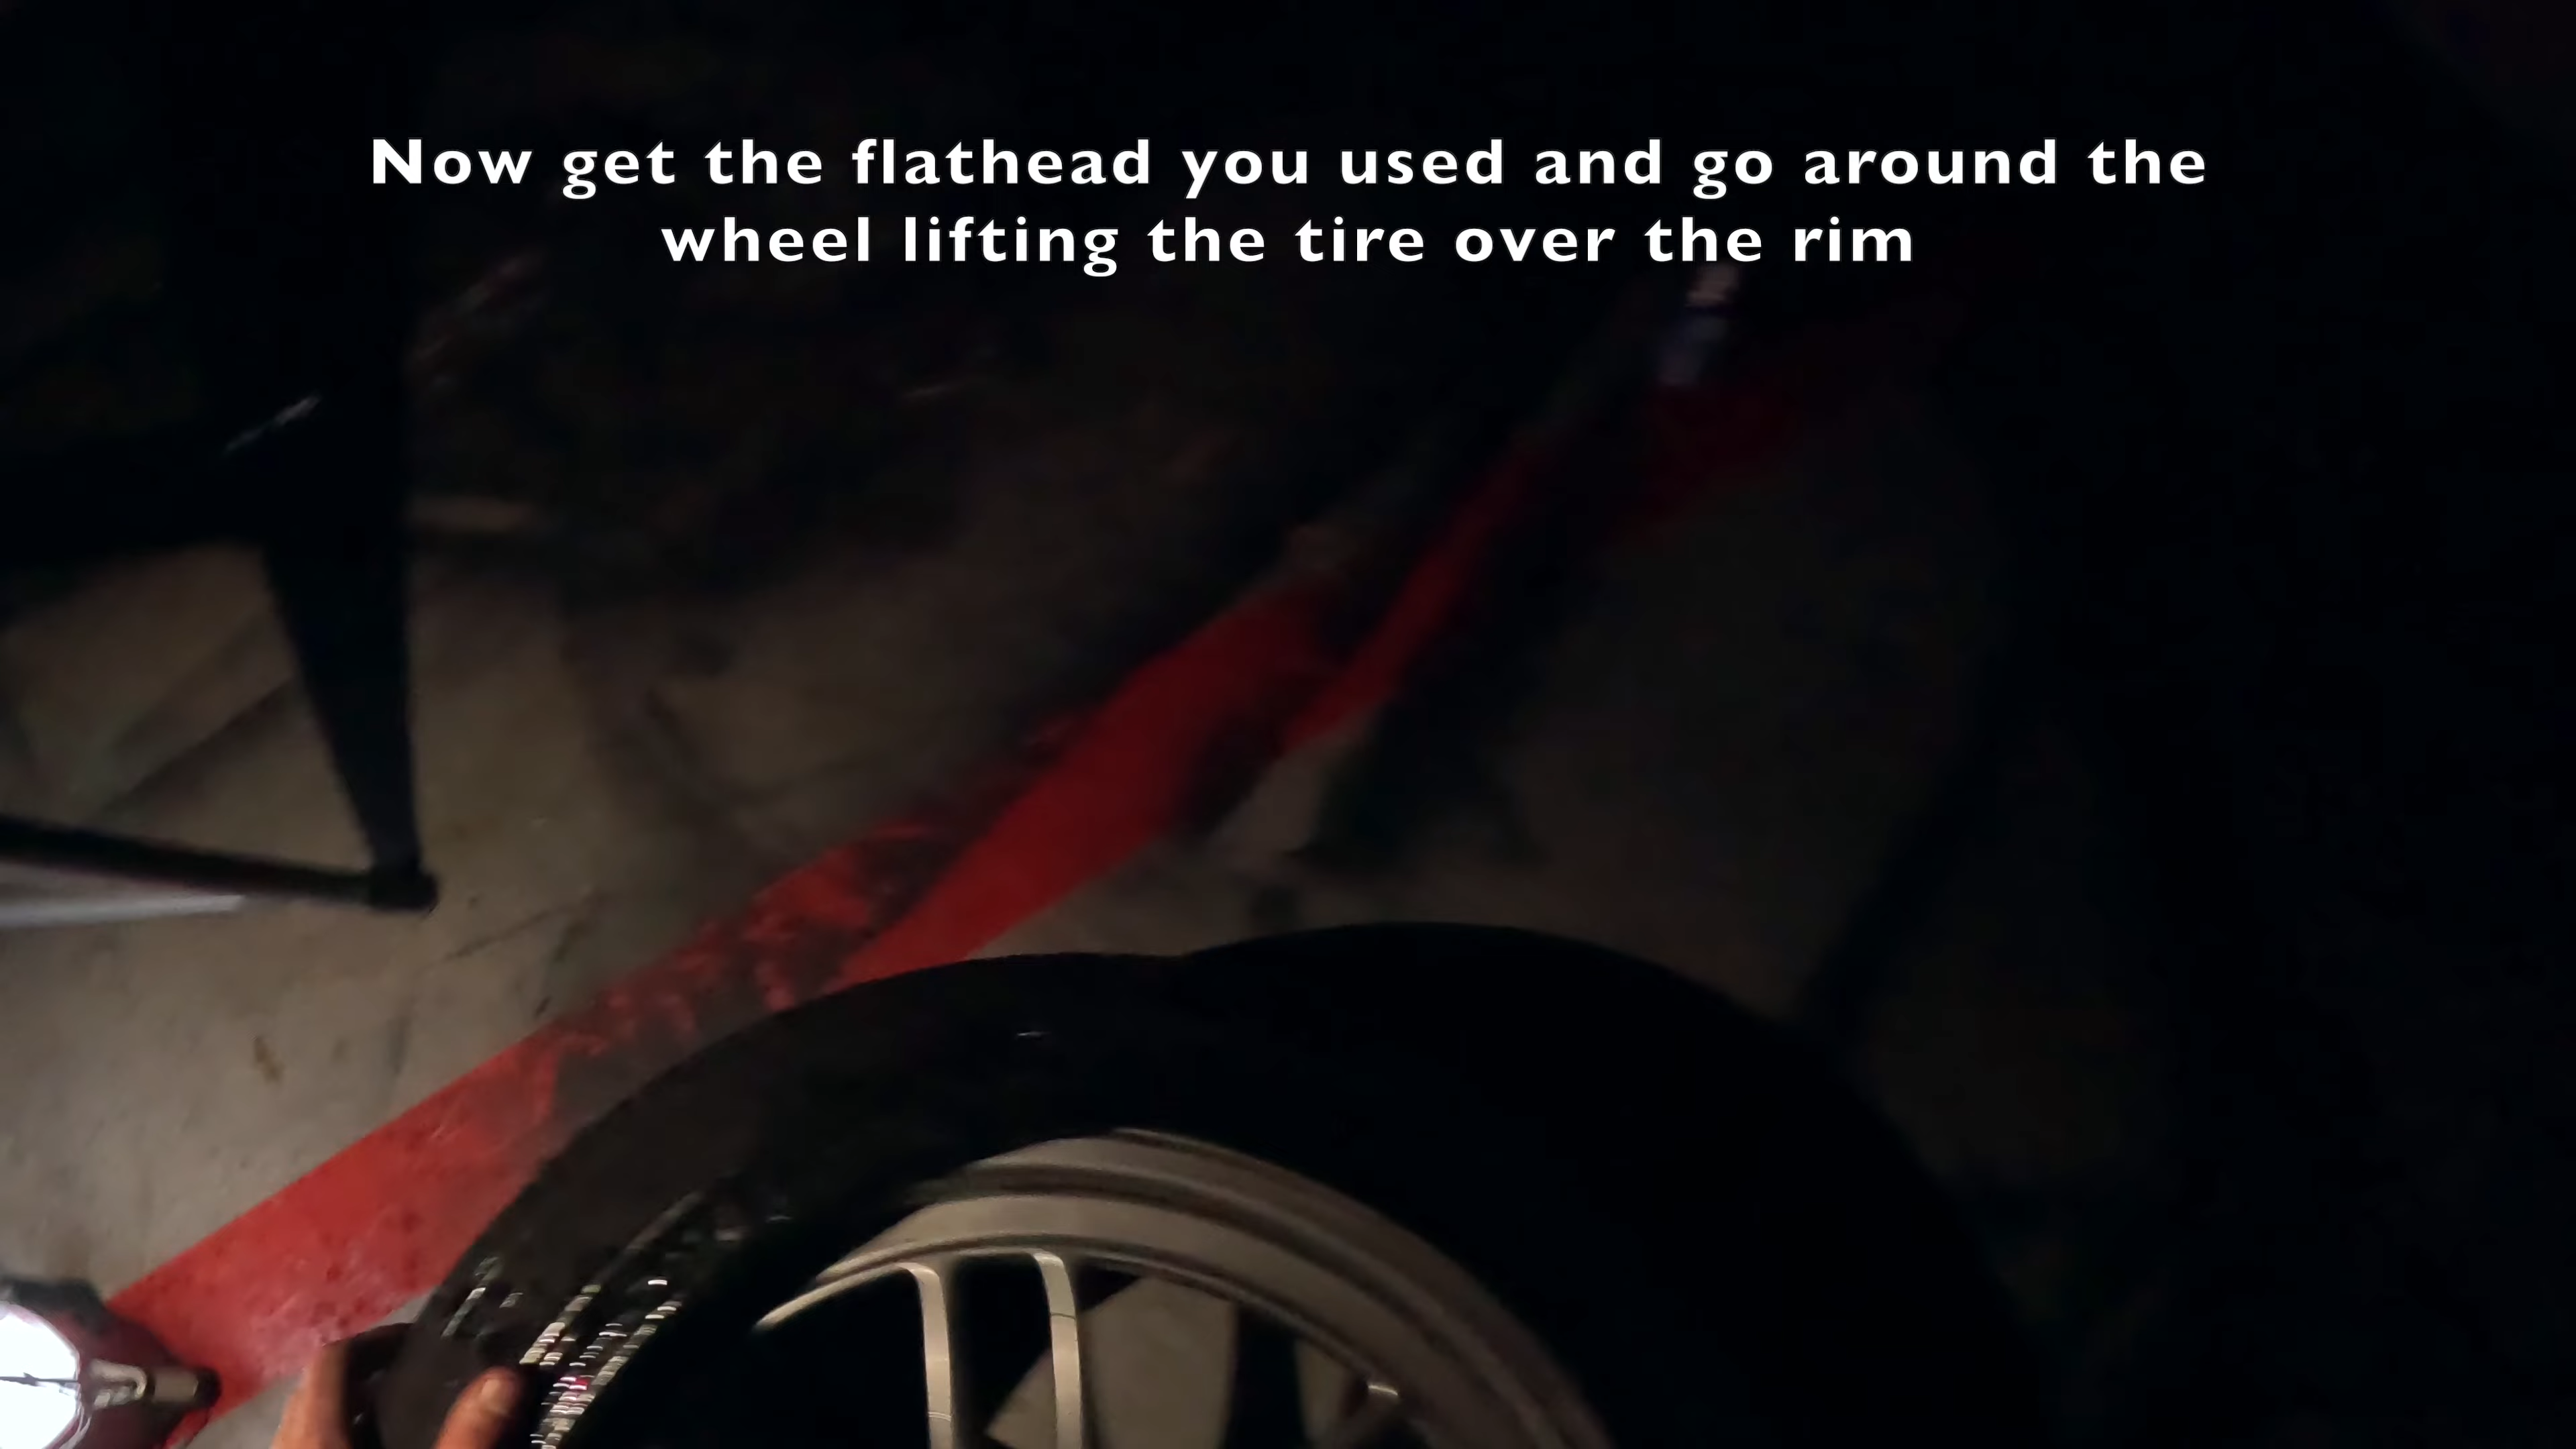 Now get the flathead you used and go around the
wheel lifting the tire over the rim